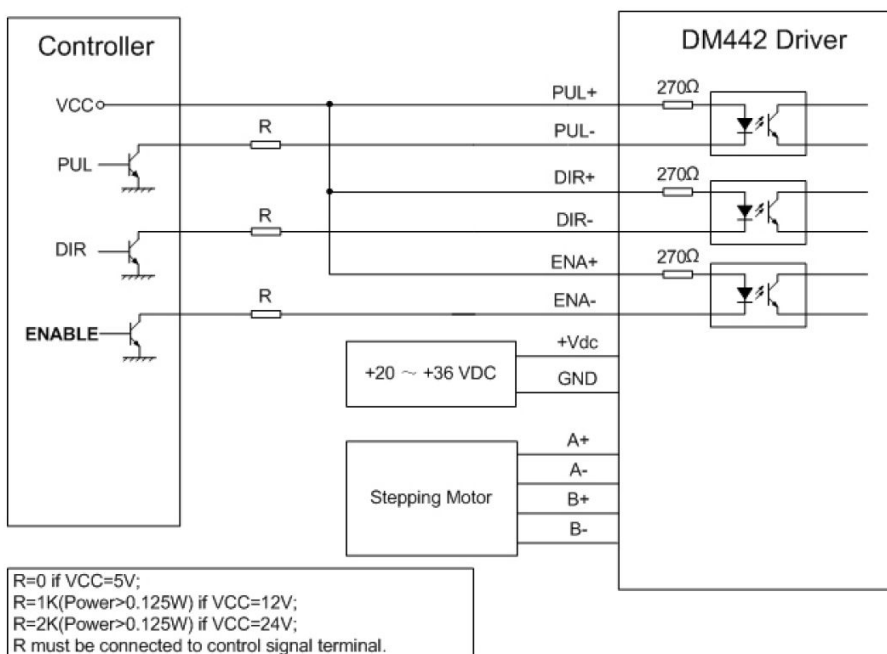 Controller
DM442 Driver
VCC
PUL+
270Ω
R
PUL-
PUL
DIR+
270Ω
R
DIR-
DIR
ENA+
270Ω
R
ENA-
ENABLE
+Vdc
+20 ～ +36 VDC
GND
A+
A-
Stepping Motor
B+
B-
R=0 if VCC=5V;
R=1K(Power>0.125W) if VCC=12V;
R=2K(Power>0.125W) if VCC=24V;
R must be connected to control signal terminal.